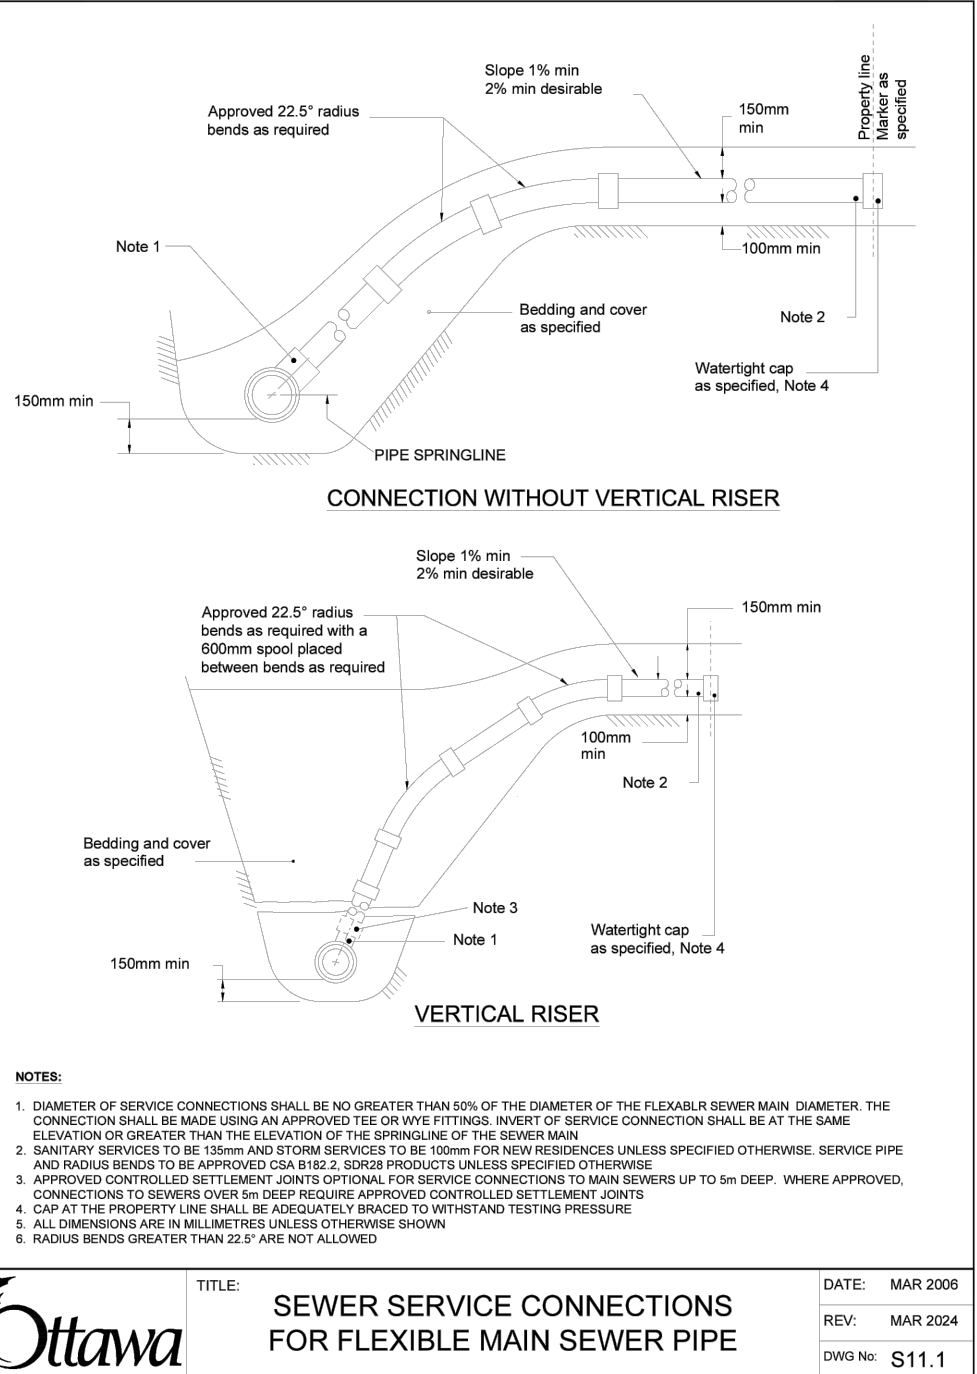 Slope 1% min
2% min desirable
Approved 22.5° radius
bends as required
150mm
min
Property line
Marker as
specified
Note 1
100mm min
Bedding and cover
as specified
Note 2
Watertight cap
as specified, Note 4
150mm min
PIPE SPRINGLINE
CONNECTION WITHOUT VERTICAL RISER
Slope 1% min
2% min desirable
Approved 22.5° radius
bends as required with a
600mm spool placed
between bends as required
150mm min
100mm
min
Note 2
Bedding and cover
as specified
Note 3
Note 1
Watertight cap
as specified, Note 4
150mm min
VERTICAL RISER
NOTES:
1. DIAMETER OF SERVICE CONNECTIONS SHALL BE NO GREATER THAN 50% OF THE DIAMETER OF THE FLEXABLR SEWER MAIN DIAMETER. THE
CONNECTION SHALL BE MADE USING AN APPROVED TEE OR WYE FITTINGS. INVERT OF SERVICE CONNECTION SHALL BE AT THE SAME
ELEVATION OR GREATER THAN THE ELEVATION OF THE SPRINGLINE OF THE SEWER MAIN
2. SANITARY SERVICES TO BE 135mm AND STORM SERVICES TO BE 100mm FOR NEW RESIDENCES UNLESS SPECIFIED OTHERWISE. SERVICE PIPE
AND RADIUS BENDS TO BE APPROVED CSA B182.2, SDR28 PRODUCTS UNLESS SPECIFIED OTHERWISE
3. APPROVED CONTROLLED SETTLEMENT JOINTS OPTIONAL FOR SERVICE CONNECTIONS TO MAIN SEWERS UP TO 5m DEEP. WHERE APPROVED,
CONNECTIONS TO SEWERS OVER 5m DEEP REQUIRE APPROVED CONTROLLED SETTLEMENT JOINTS
4. CAP AT THE PROPERTY LINE SHALL BE ADEQUATELY BRACED TO WITHSTAND TESTING PRESSURE
5. ALL DIMENSIONS ARE IN MILLIMETRES UNLESS OTHERWISE SHOWN
6. RADIUS BENDS GREATER THAN 22.5° ARE NOT ALLOWED
Ottawa
TITLE:
SEWER SERVICE CONNECTIONS
FOR FLEXIBLE MAIN SEWER PIPE
DATE: MAR 2006
REV: MAR 2024
DWG No: S11.1